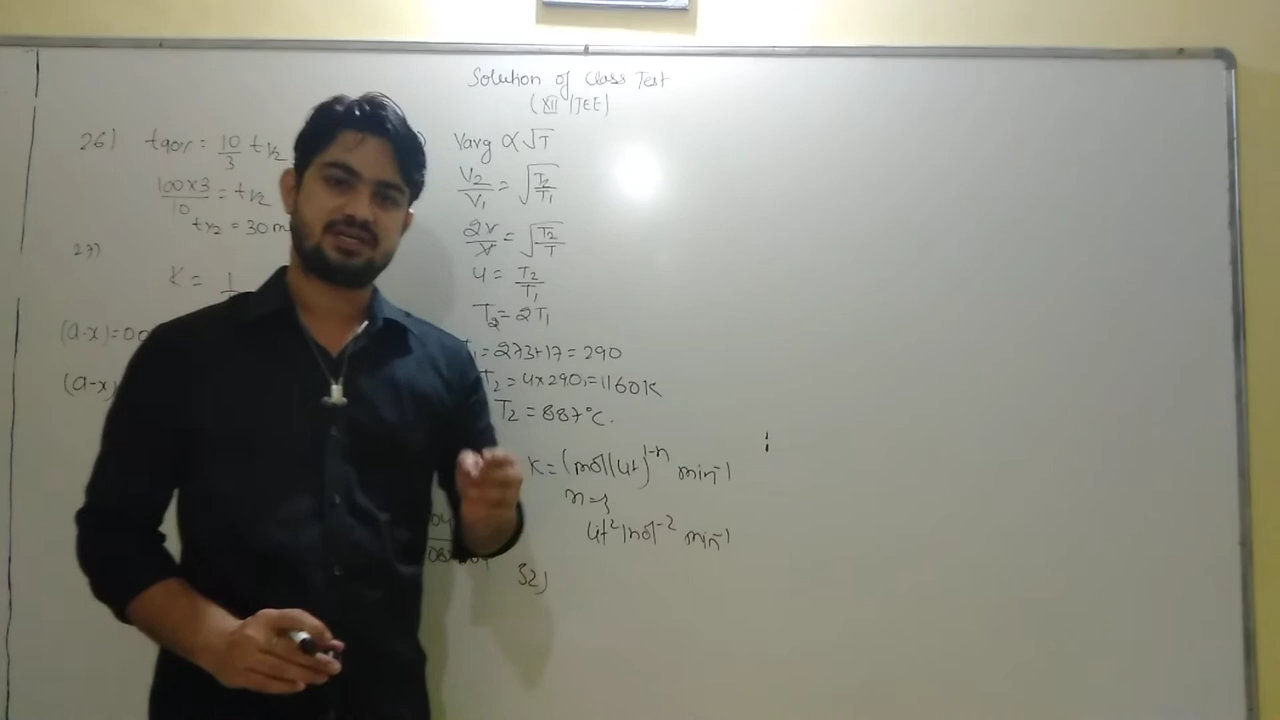 Solution of Class Test
(XII /JEE)
26) t90% = 10/3 t1/2
100×3/10 = t1/2
t1/2 = 30 m
27)
K = 1
(a-x)=00
(a-x)
Vavg ∝ √T
V2/V1 = √T2/T1
2V/V = √T2/T
4 = T2/T1
T2 = 2T1
T1 = 273+17 = 290
T2 = 4×290 = 1160K
T2 = 887°C.
K = (mol/lit)^1-n min^-1
n=3
lit^2 mol^-2 min^-1
32)